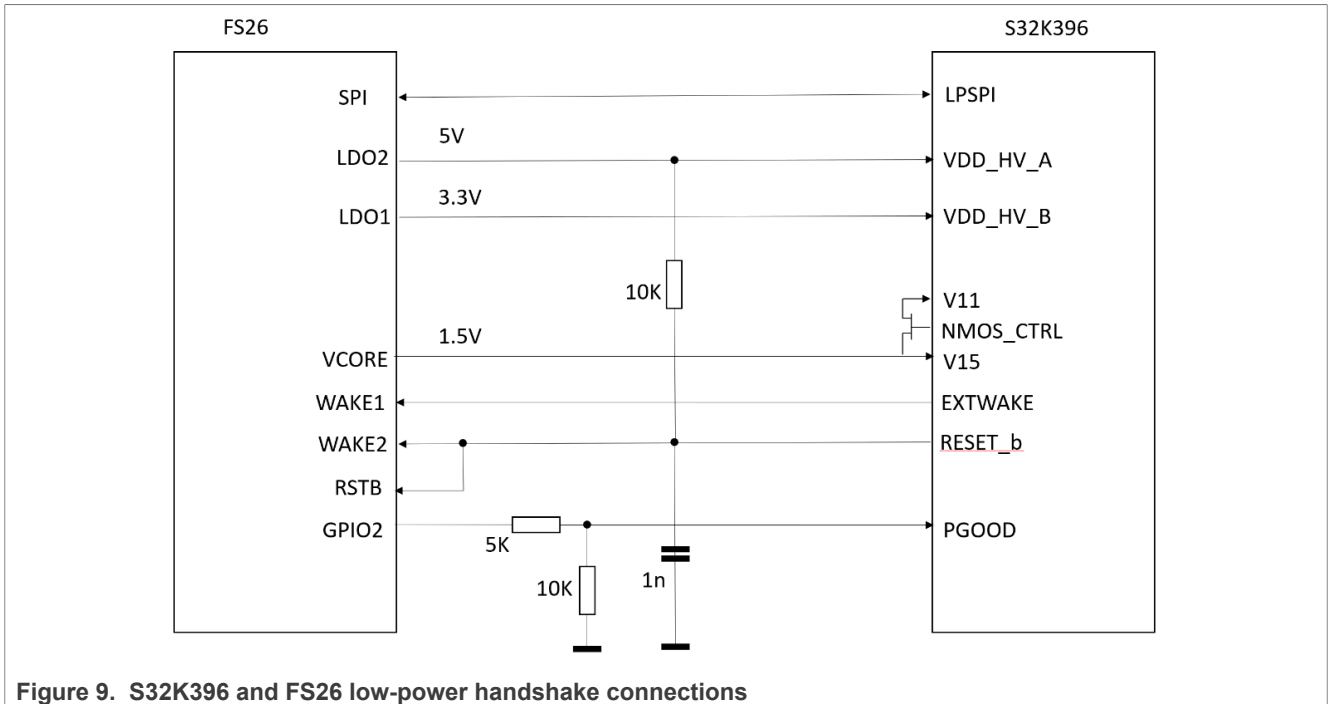 FS26
S32K396
SPI
LPSPI
5V
LDO2
VDD_HV_A
3.3V
LDO1
VDD_HV_B
10K
V11
1.5V
NMOS_CTRL
VCORE
V15
WAKE1
EXTWAKE
WAKE2
RESET_b
RSTB
GPIO2
PGOOD
5K
10K
1n
Figure 9. S32K396 and FS26 low-power handshake connections